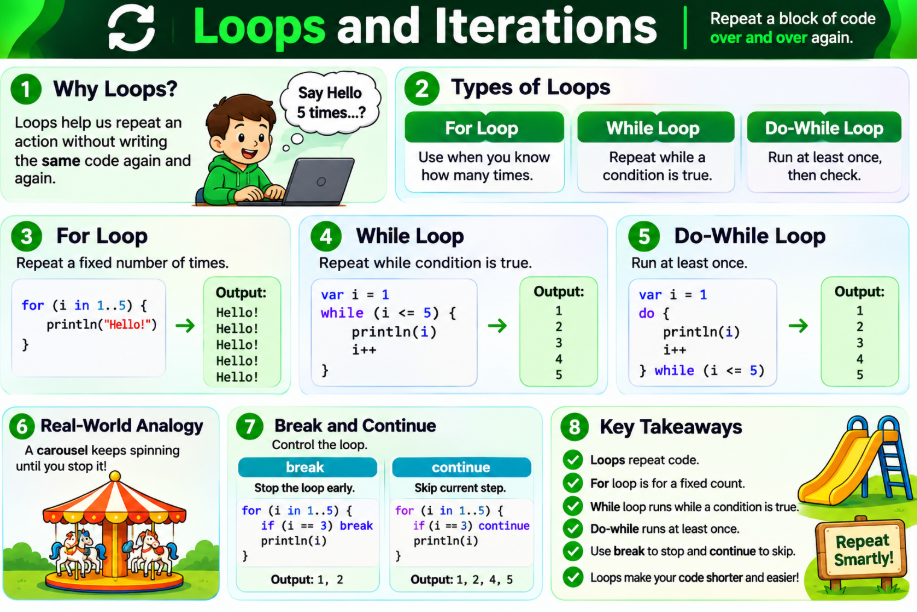 Loops and Iterations
Repeat a block of code
over and over again.
1 Why Loops?
Loops help us repeat an
action without writing
the same code again and
again.
Say Hello
5 times...?
2 Types of Loops
For Loop
Use when you know
how many times.
While Loop
Repeat while a
condition is true.
Do-While Loop
Run at least once,
then check.
3 For Loop
Repeat a fixed number of times.
for (i in 1..5) {
println("Hello!")
}
Output:
Hello!
Hello!
Hello!
Hello!
Hello!
4 While Loop
Repeat while condition is true.
var i = 1
while (i <= 5) {
println(i)
i++
}
Output:
1
2
3
4
5
5 Do-While Loop
Run at least once.
var i = 1
do {
println(i)
i++
} while (i <= 5)
Output:
1
2
3
4
5
6 Real-World Analogy
A carousel keeps spinning
until you stop it!
7 Break and Continue
Control the loop.
break
Stop the loop early.
for (i in 1..5) {
if (i == 3) break
println(i)
}
Output: 1, 2
continue
Skip current step.
for (i in 1..5) {
if (i == 3) continue
println(i)
}
Output: 1, 2, 4, 5
8 Key Takeaways
Loops repeat code.
For loop is for a fixed count.
While loop runs while a condition is true.
Do-while runs at least once.
Use break to stop and continue to skip.
Loops make your code shorter and easier!
Repeat
Smartly!